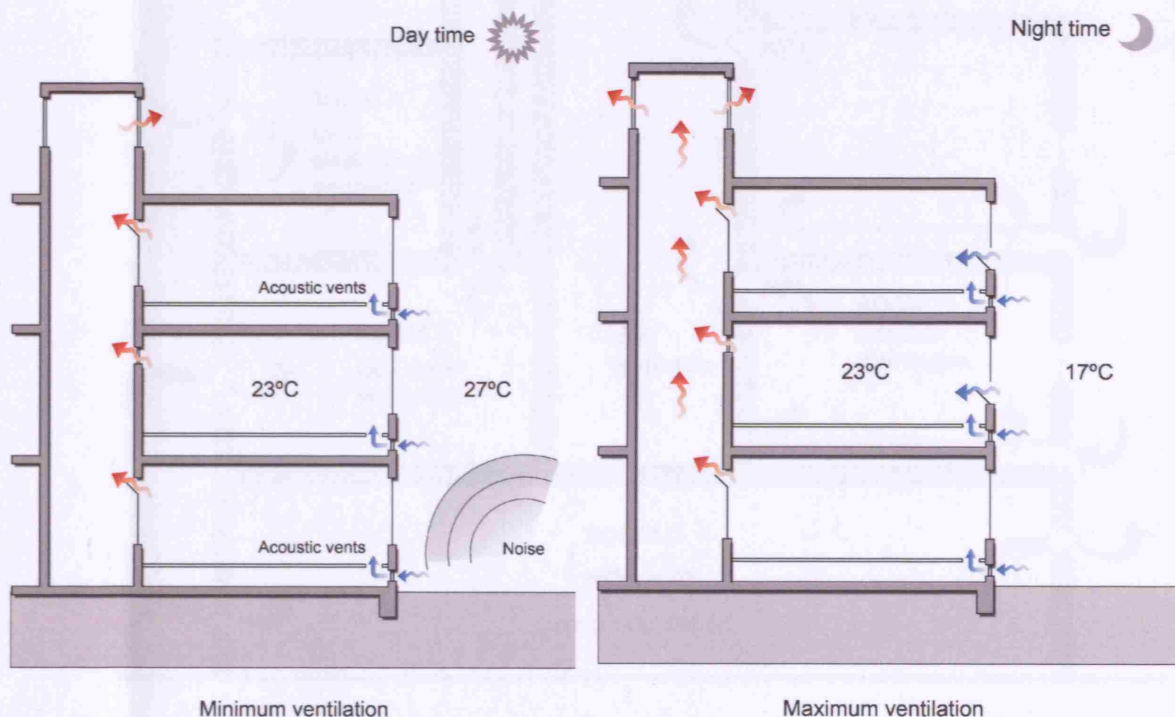 Day time
Night time
Acoustic vents
23ºC
27ºC
23ºC
17ºC
Acoustic vents
Noise
Minimum ventilation
Maximum ventilation